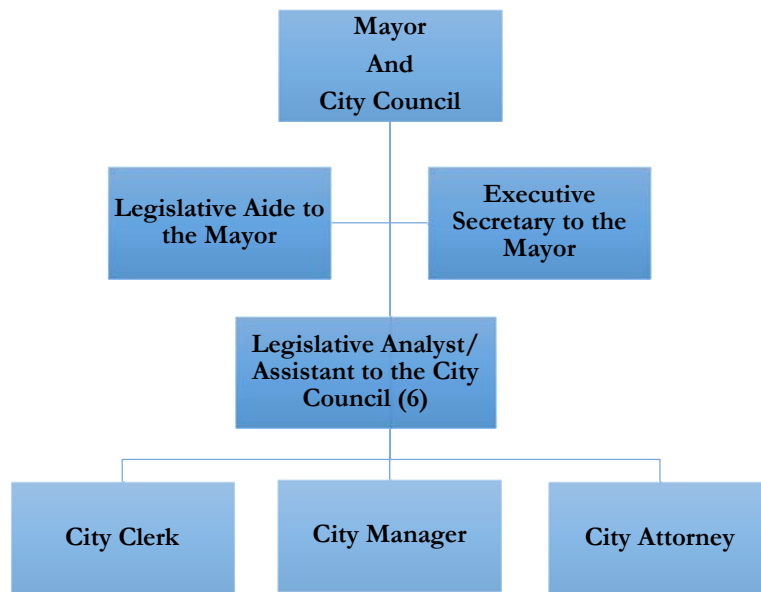 Mayor
And
City Council
Legislative Aide to
the Mayor
Executive
Secretary to the
Mayor
Legislative Analyst/
Assistant to the City
Council (6)
City Clerk
City Manager
City Attorney